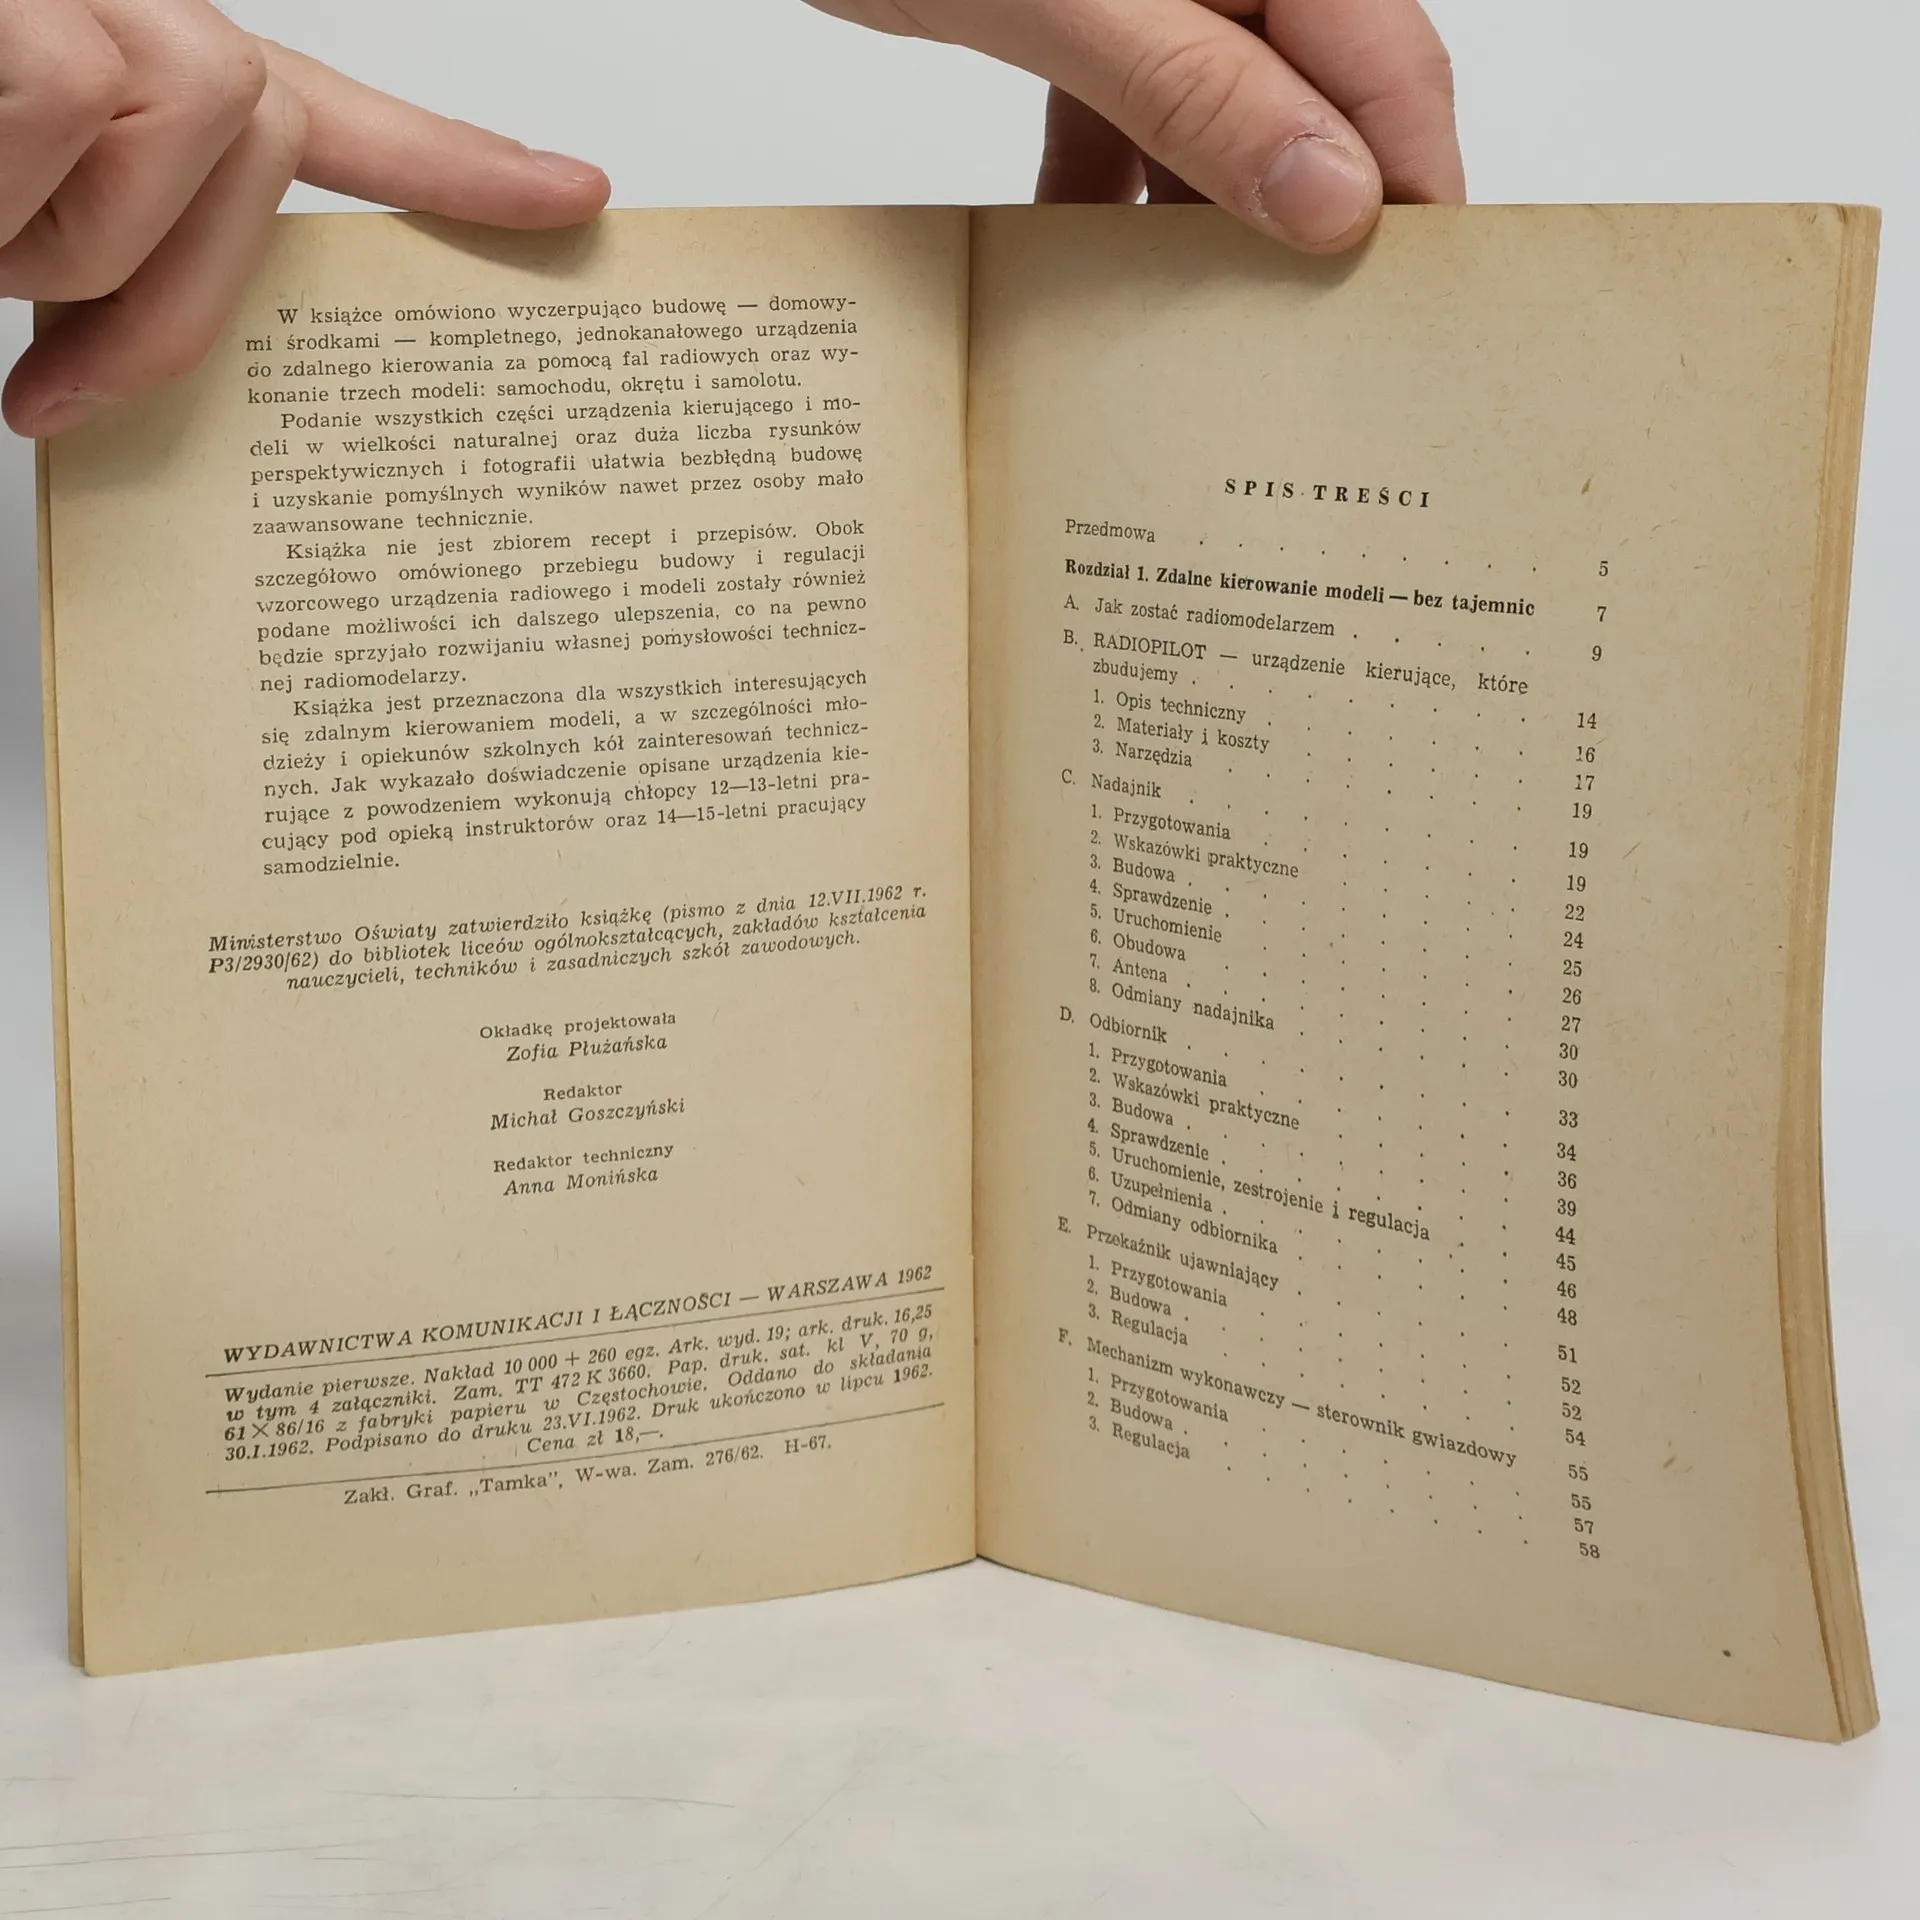 W książce omówiono wyczerpująco budowę — domowy-
mi środkami — kompletnego, jednokanałowego urządzenia
do zdalnego kierowania za pomocą fal radiowych oraz wy-
konanie trzech modeli: samochodu, okrętu i samolotu.
Podanie wszystkich części urządzenia kierującego i mo-
deli w wielkości naturalnej oraz duża liczba rysunków
perspektywicznych i fotografii ułatwia bezbłędną budowę
i uzyskanie pomyślnych wyników nawet przez osoby mało
zaawansowane technicznie.
Książka nie jest zbiorem recept i przepisów. Obok
szczegółowo omówionego przebiegu budowy i regulacji
wzorcowego urządzenia radiowego i modeli zostały również
podane możliwości ich dalszego ulepszenia, co na pewno
będzie sprzyjało rozwijaniu własnej pomysłowości technicz-
nej radiomodelarzy.
Książka jest przeznaczona dla wszystkich interesujących
się zdalnym kierowaniem modeli, a w szczególności mło-
dzieży i opiekunów szkolnych kół zainteresowań technicz-
nych. Jak wykazało doświadczenie opisane urządzenia kie-
rujące z powodzeniem wykonują chłopcy 12—13-letni pra-
cujący pod opieką instruktorów oraz 14—15-letni pracujący
samodzielnie.
Ministerstwo Oświaty zatwierdziło książkę (pismo z dnia 12.VII.1962 r.
P3/2930/62) do bibliotek liceów ogólnokształcących, zakładów kształcenia
nauczycieli, techników i zasadniczych szkół zawodowych.
Okładkę projektowała
Zofia Płużańska
Redaktor
Michał Goszczyński
Redaktor techniczny
Anna Monińska
WYDAWNICTWA KOMUNIKACJI I ŁĄCZNOŚCI — WARSZAWA 1962
Wydanie pierwsze. Nakład 10 000 + 260 egz. Ark. wyd. 19; ark. druk. 16,25
w tym 4 załączniki. Zam. TT 472 K 3660. Pap. druk. sat. kl V, 70 g,
61 × 86/16 z fabryki papieru w Częstochowie. Oddano do składania
30.I.1962. Podpisano do druku 23.VI.1962. Druk ukończono w lipcu 1962.
Cena zł 18,—.
Zakł. Graf. „Tamka”, W-wa. Zam. 276/62. H-67.
SPIS TREŚCI
Przedmowa . . . . . . . . . 5
Rozdział 1. Zdalne kierowanie modeli — bez tajemnic 7
A. Jak zostać radiomodelarzem . . . . . 9
B. RADIOPILOT — urządzenie kierujące, które
zbudujemy . . . . . . . . . 14
1. Opis techniczny . . . . . . . 16
2. Materiały i koszty . . . . . . 17
3. Narzędzia . . . . . . . . 19
C. Nadajnik . . . . . . . . . 19
1. Przygotowania . . . . . . . 19
2. Wskazówki praktyczne . . . . . 22
3. Budowa . . . . . . . . . 24
4. Sprawdzenie . . . . . . . . 25
5. Uruchomienie . . . . . . . 26
6. Obudowa . . . . . . . . 27
7. Antena . . . . . . . . . 30
8. Odmiany nadajnika . . . . . . 30
D. Odbiornik . . . . . . . . . 33
1. Przygotowania . . . . . . . 34
2. Wskazówki praktyczne . . . . . 36
3. Budowa . . . . . . . . . 39
4. Sprawdzenie . . . . . . . . 44
5. Uruchomienie, zestrojenie i regulacja . . 45
6. Uzupełnienia . . . . . . . . 46
7. Odmiany odbiornika . . . . . . 48
E. Przekaźnik ujawniający . . . . . . 51
1. Przygotowania . . . . . . . 52
2. Budowa . . . . . . . . . 52
3. Regulacja . . . . . . . . 54
F. Mechanizm wykonawczy — sterownik gwiazdowy 55
1. Przygotowania . . . . . . . 55
2. Budowa . . . . . . . . . 57
3. Regulacja . . . . . . . . 58